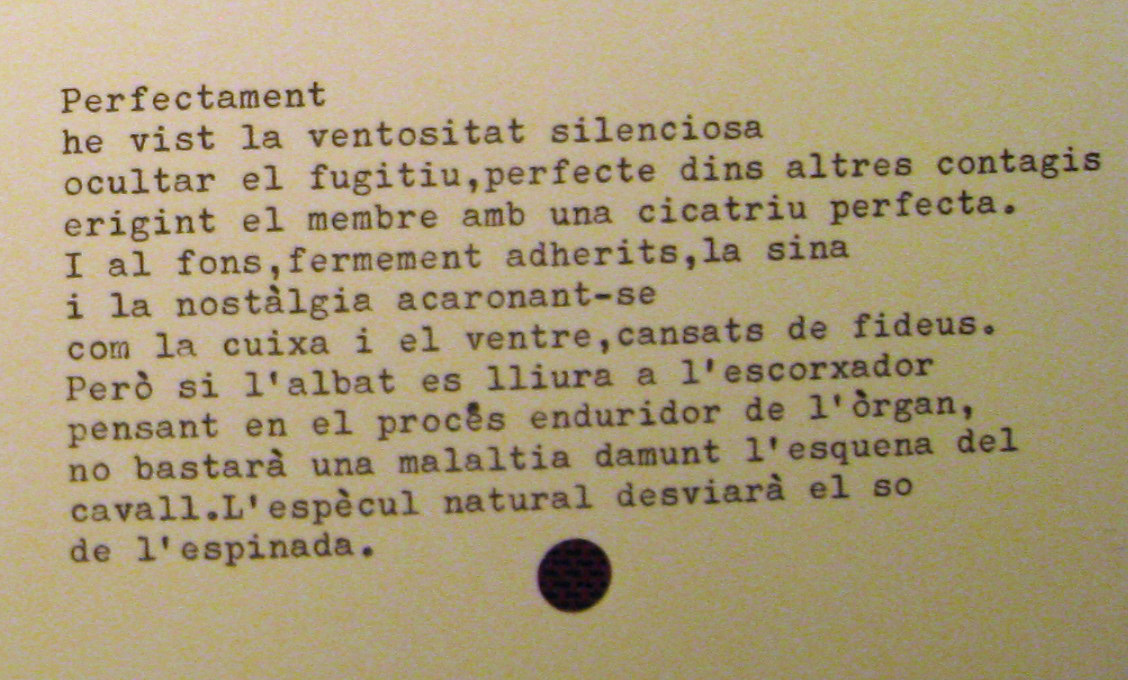 Perfectament
he vist la ventositat silenciosa
ocultar el fugitiu,perfecte dins altres contagis
erigint el membre amb una cicatriu perfecta.
I al fons,fermement adherits,la sina
i la nostàlgia acaronant-se
com la cuixa i el ventre,cansats de fideus.
Però si l'albat es lliura a l'escorxador
pensant en el procés enduridor de l'òrgan,
no bastarà una malaltia damunt l'esquena del
cavall.L'espècul natural desviarà el so
de l'espinada.